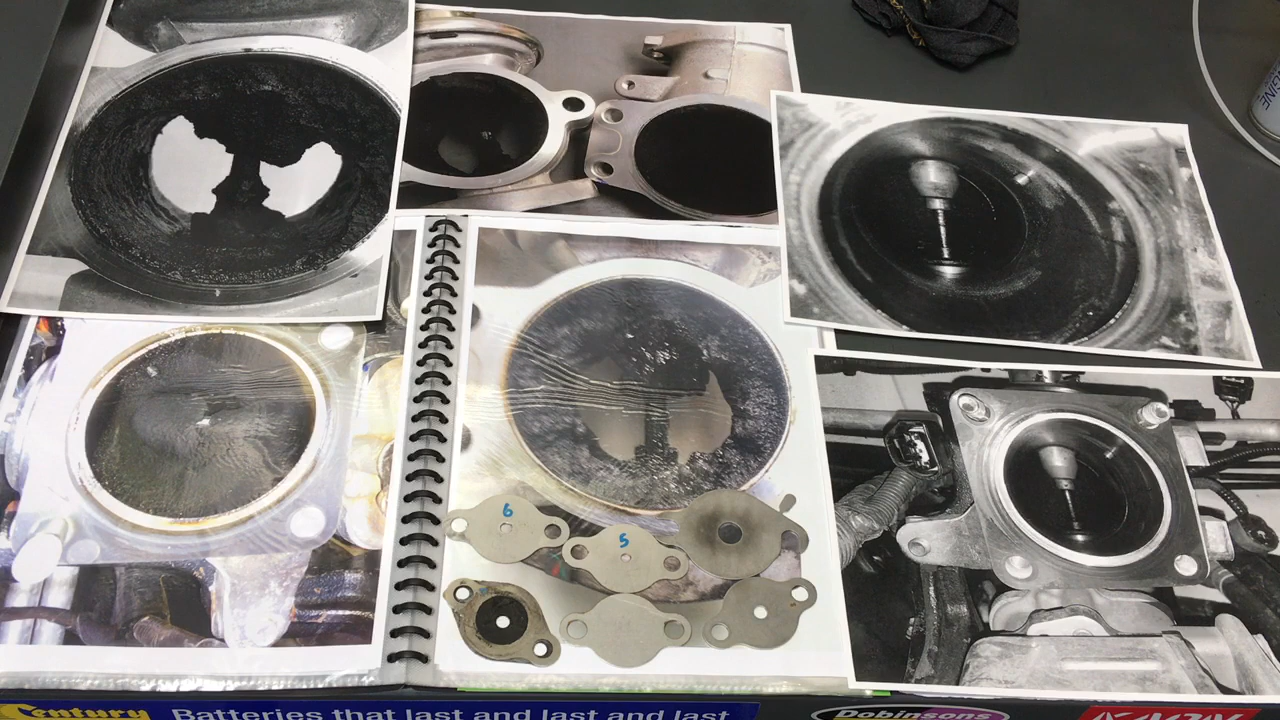 6
5
Century
Batteries that last and last and last
Dobinsons